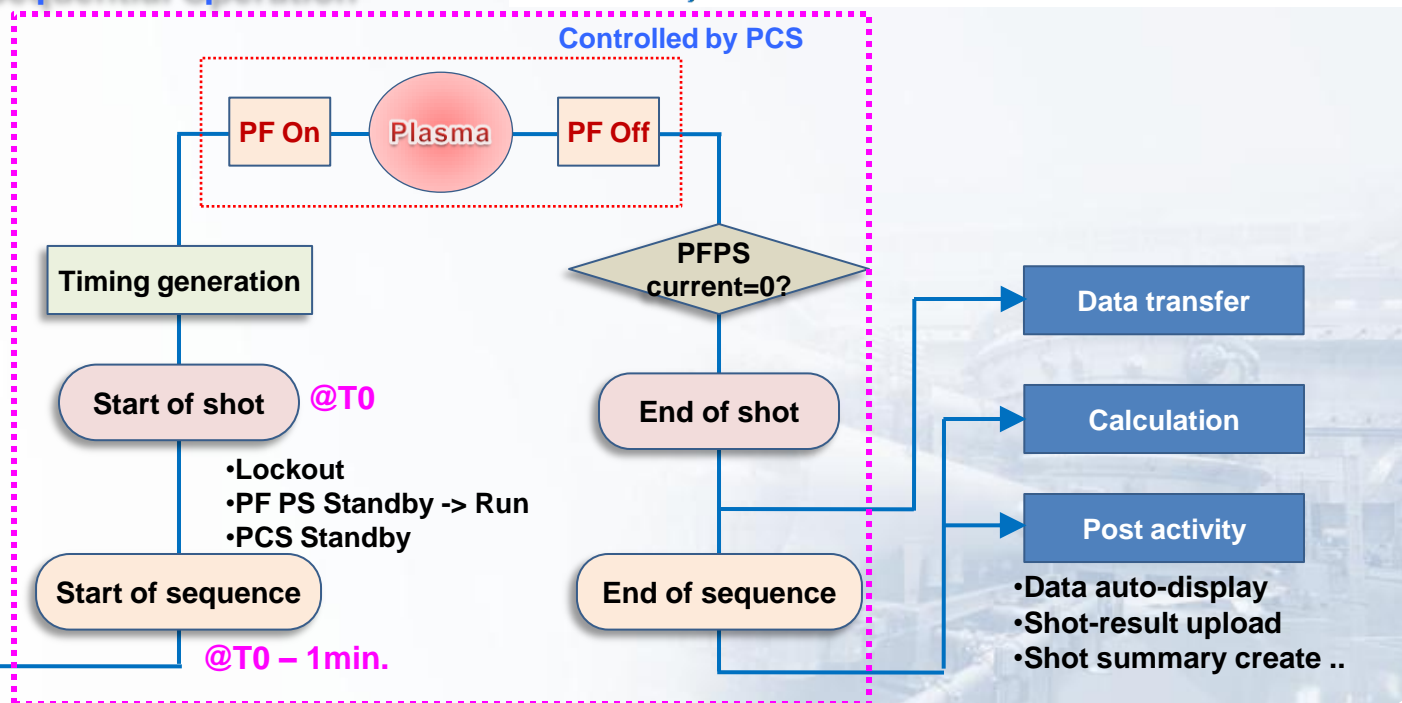 Controlled by PCS
PF On
Plasma
PF Off
Timing generation
PFPS
current=0?
Start of shot
@T0
•Lockout
•PF PS Standby -> Run
•PCS Standby
Start of sequence
@T0 – 1min.
End of shot
End of sequence
Data transfer
Calculation
Post activity
•Data auto-display
•Shot-result upload
•Shot summary create ..